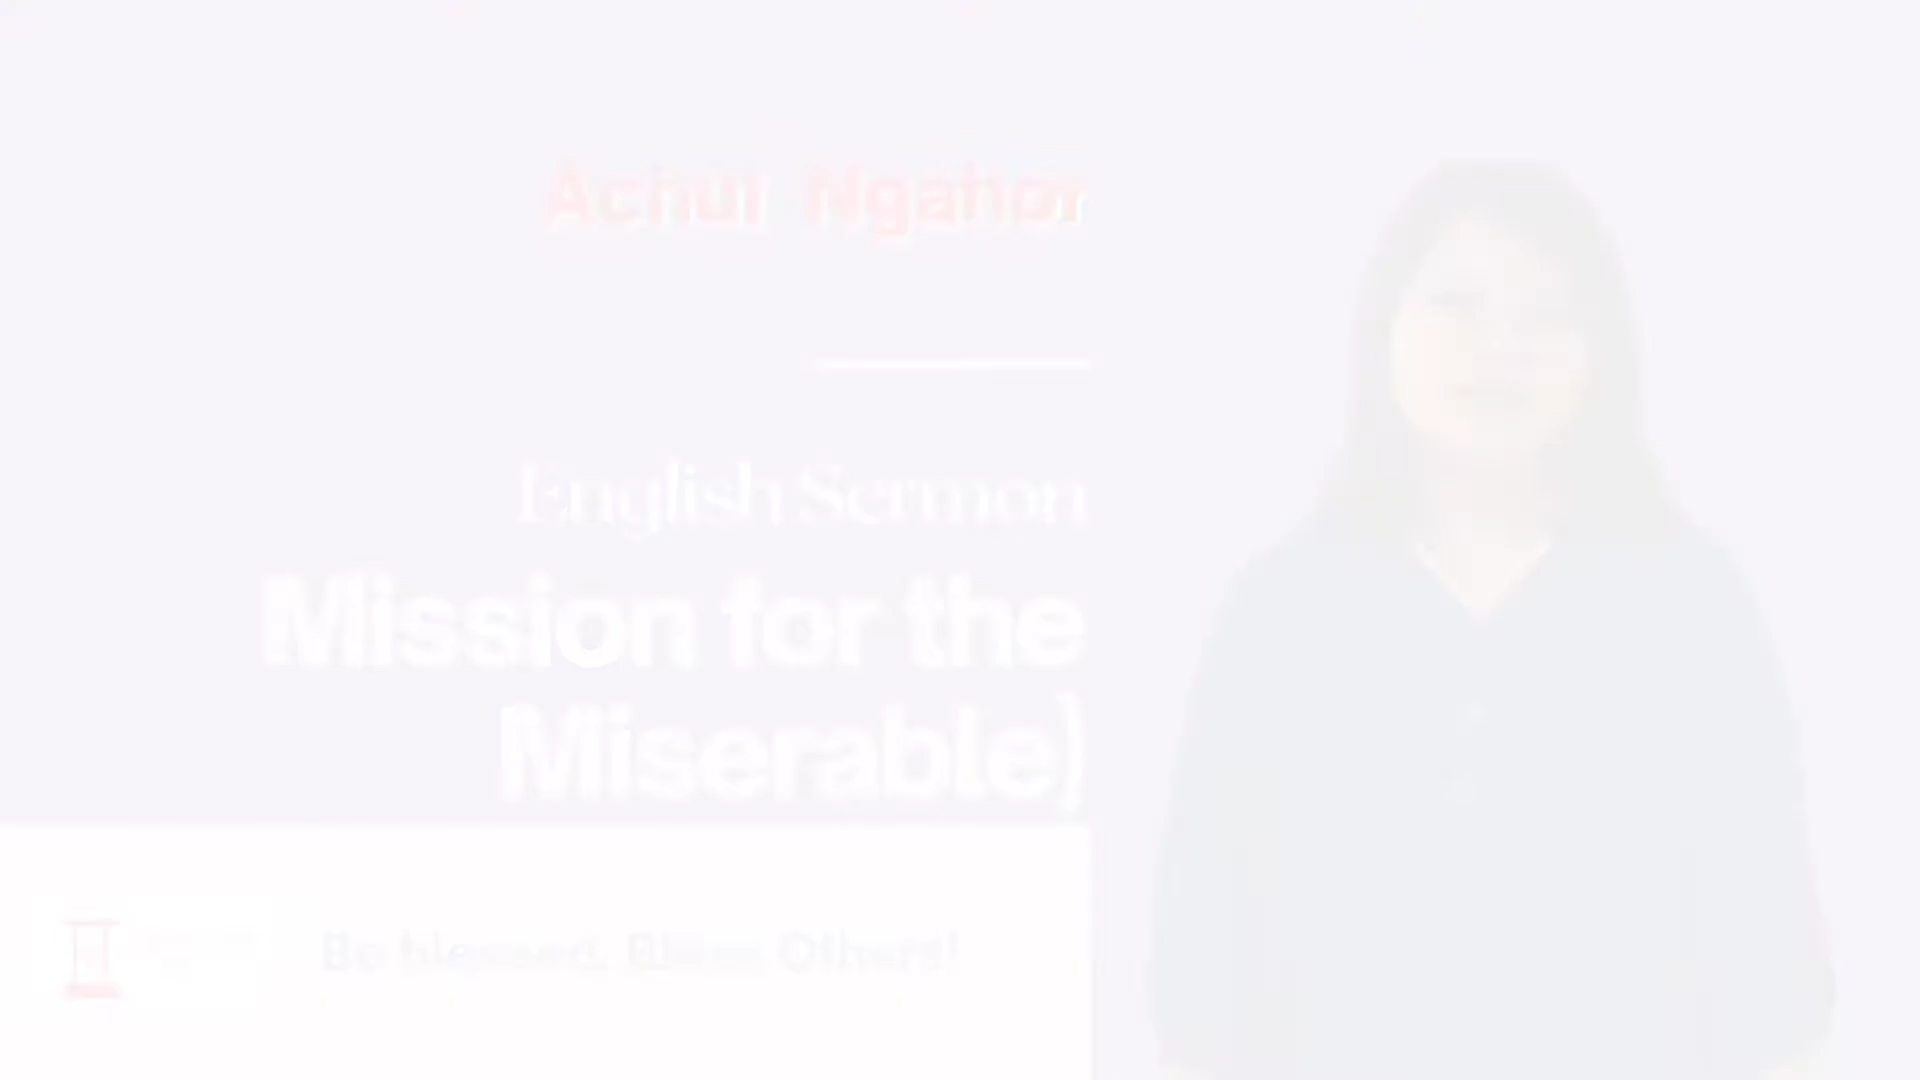 Achui Ngahor
English Sermon
Mission for the
Miserable)
Be blessed. Bless Others!